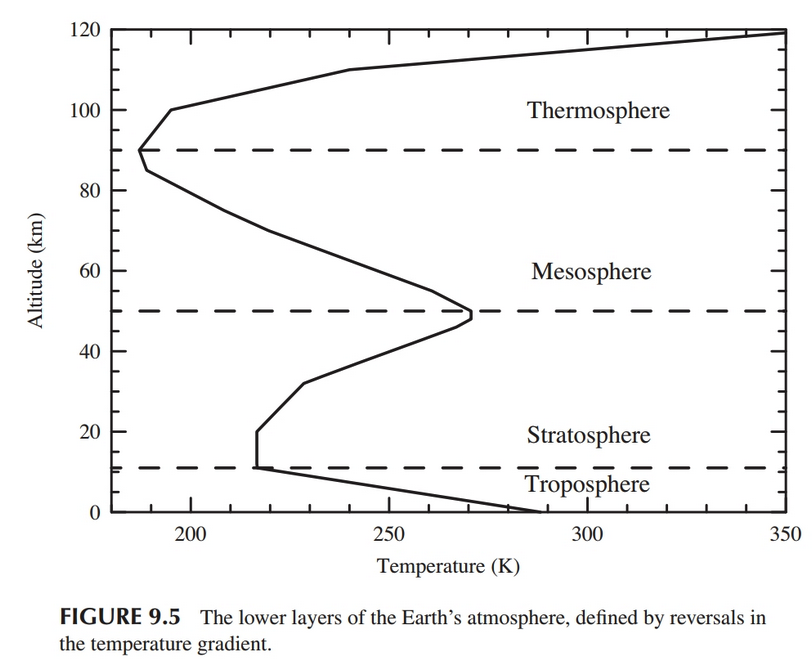 120
100
80
60
40
20
0
Altitude (km)
Thermosphere
Mesosphere
Stratosphere
Troposphere
200 250 300 350
Temperature (K)
FIGURE 9.5 The lower layers of the Earth’s atmosphere, defined by reversals in
the temperature gradient.